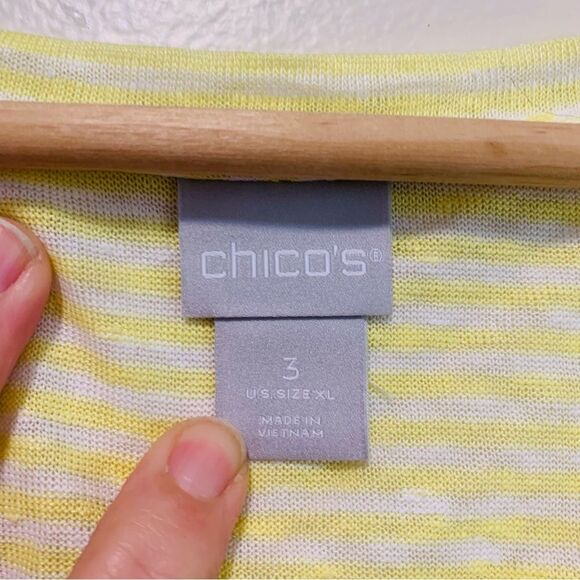 chico's®
3
U.S. SIZE XL
MADE IN
VIETNAM